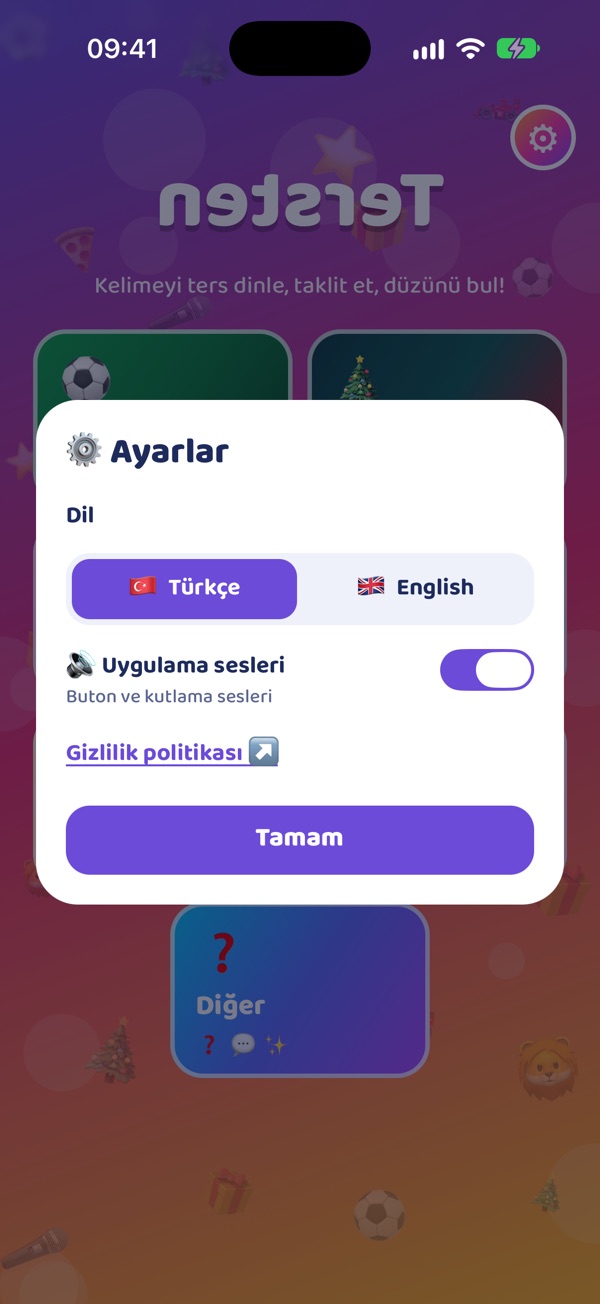 09:41
Tersten
Kelimeyi ters dinle, taklit et, düzünü bul!
Ayarlar
Dil
Türkçe
English
Uygulama sesleri
Buton ve kutlama sesleri
Gizlilik politikası
Tamam
Diğer